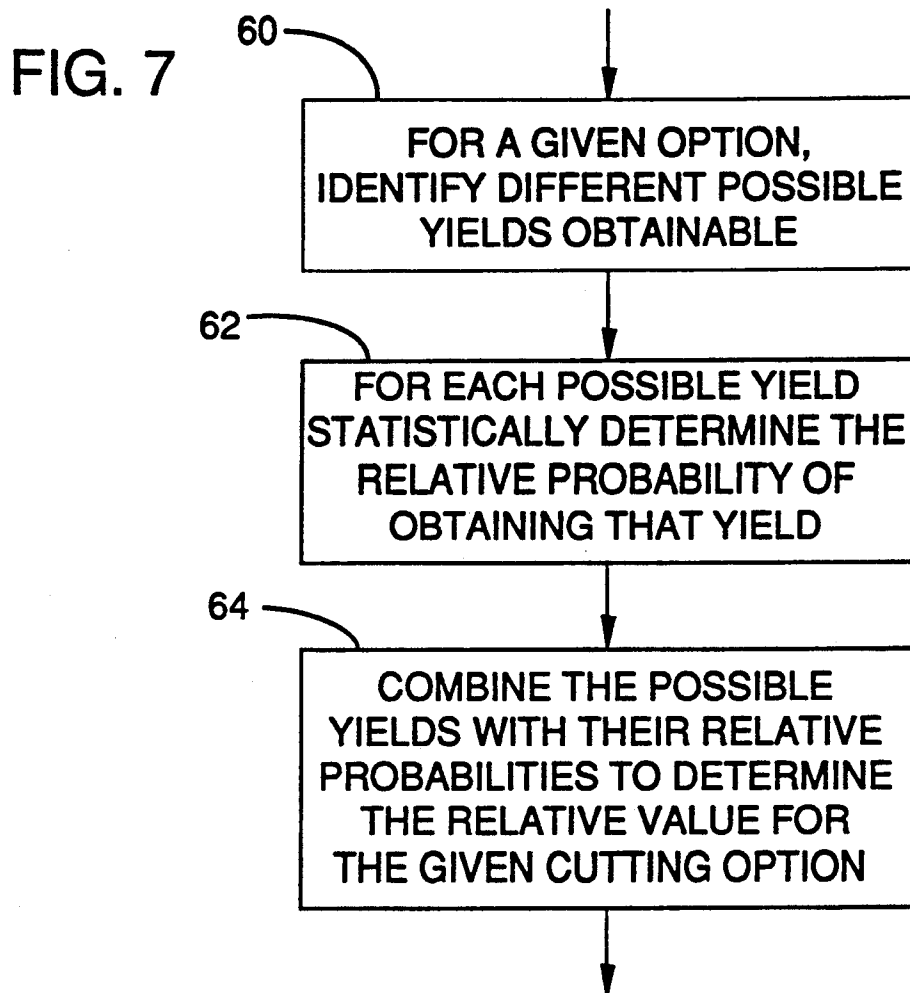 FIG. 7
60
FOR A GIVEN OPTION,
IDENTIFY DIFFERENT POSSIBLE
YIELDS OBTAINABLE
62
FOR EACH POSSIBLE YIELD
STATISTICALLY DETERMINE THE
RELATIVE PROBABILITY OF
OBTAINING THAT YIELD
64
COMBINE THE POSSIBLE
YIELDS WITH THEIR RELATIVE
PROBABILITIES TO DETERMINE
THE RELATIVE VALUE FOR
THE GIVEN CUTTING OPTION